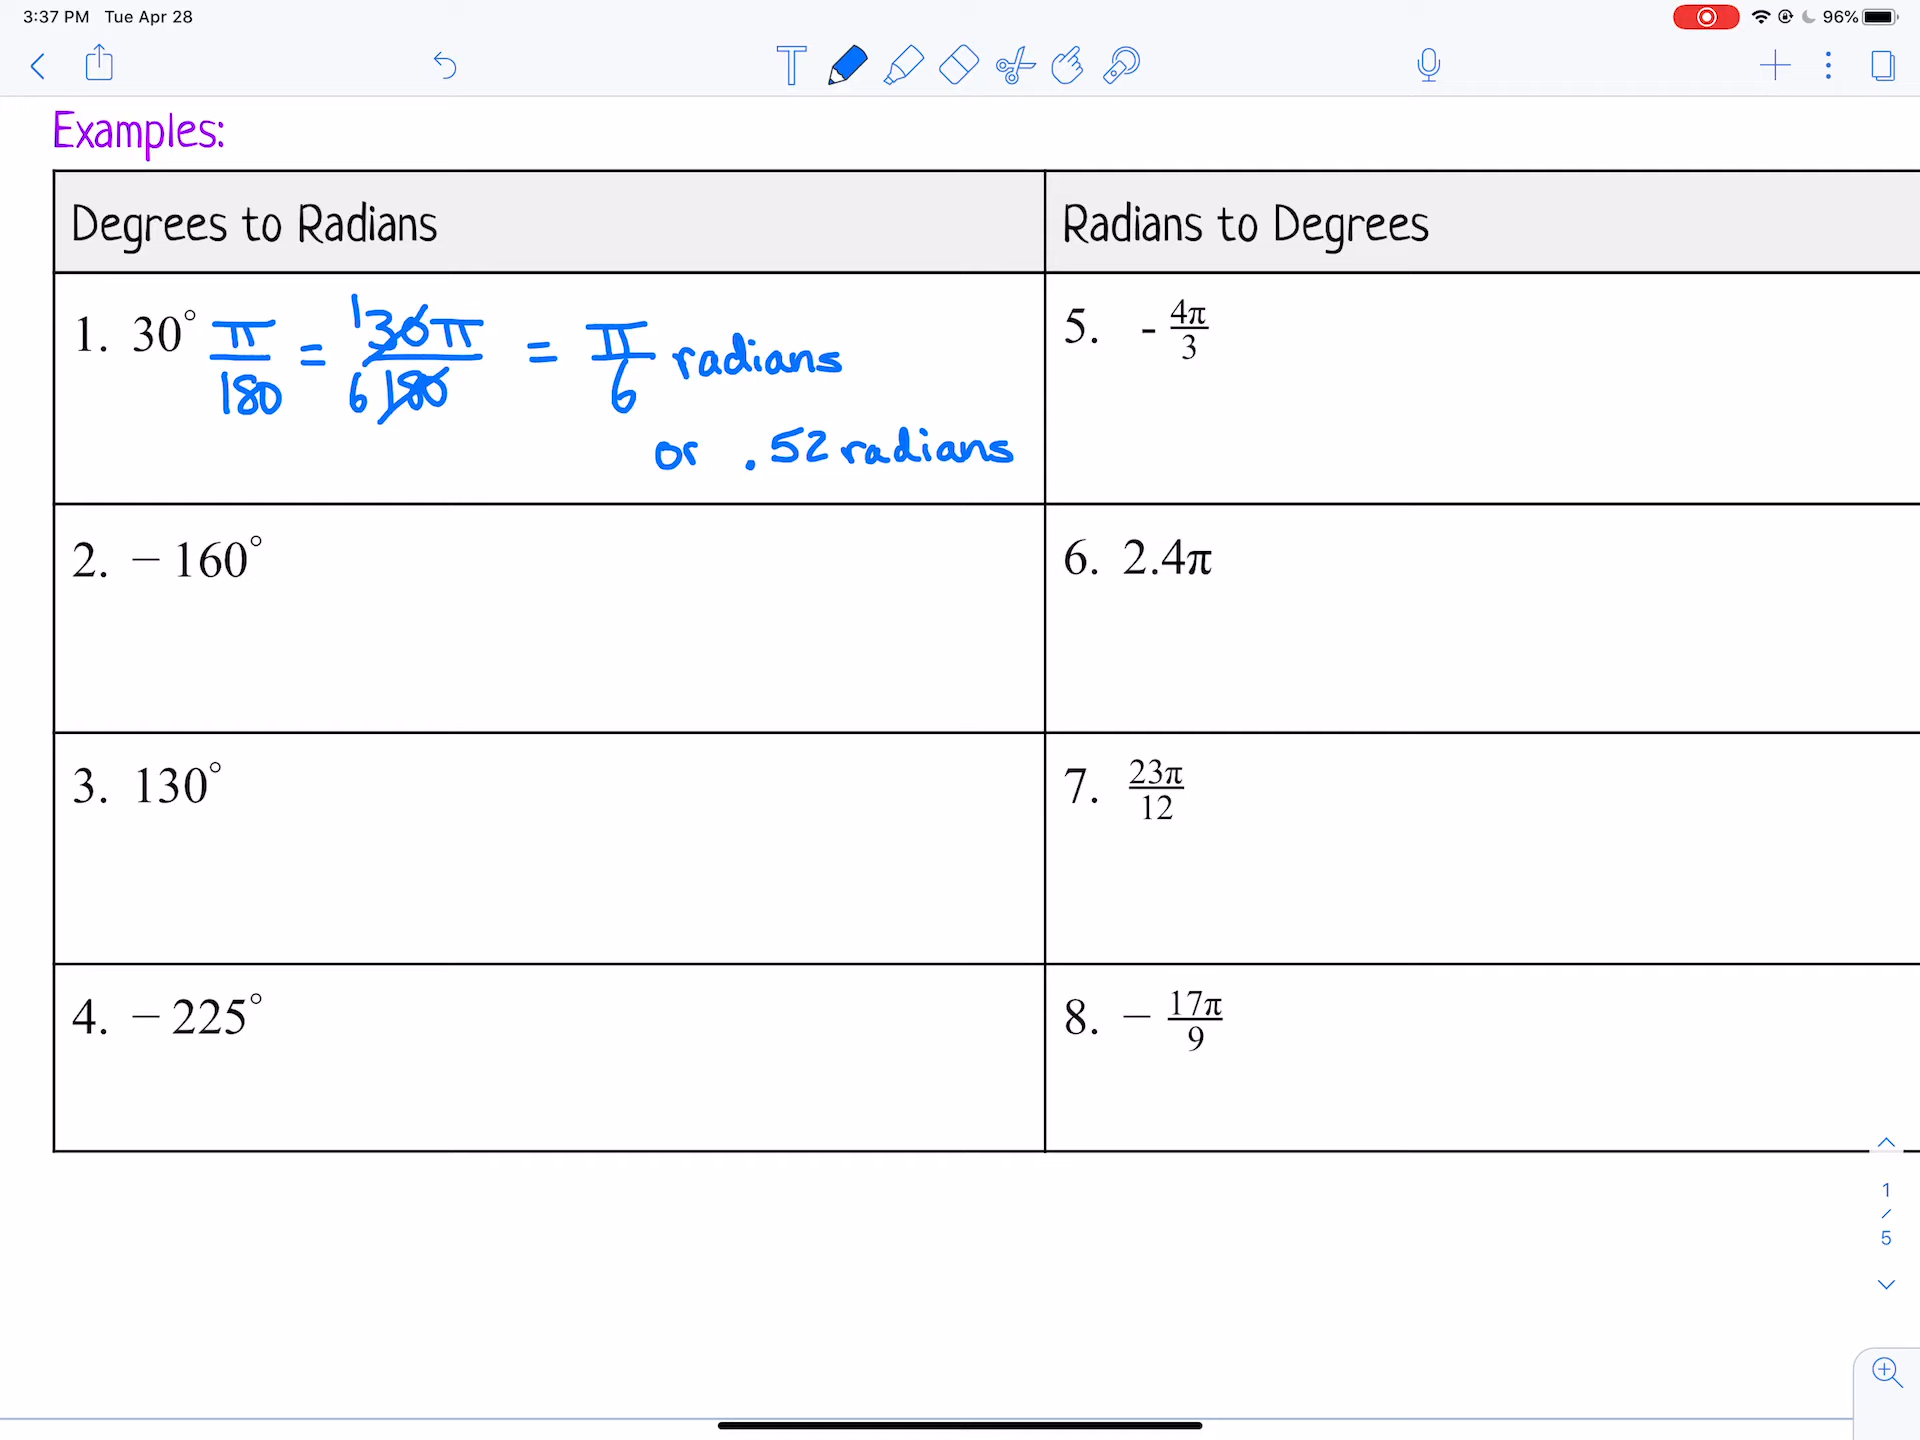 3:37 PM Tue Apr 28
96%
Examples:
Degrees to Radians
Radians to Degrees
1. 30° π/180 = 1 30π / 6 180 = π/6 radians
or .52 radians
5. - 4π/3
2. − 160°
6. 2.4π
3. 130°
7. 23π/12
4. − 225°
8. − 17π/9
1
/
5